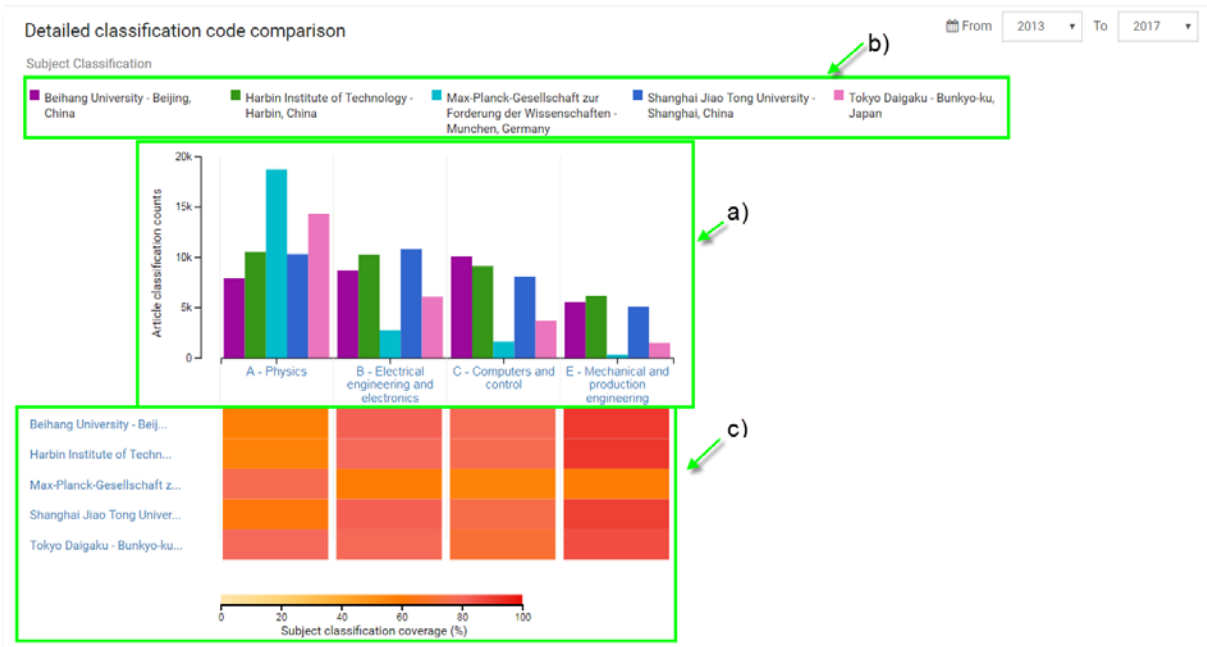 Detailed classification code comparison
From 2013 To 2017
b)
Subject Classification
Beihang University - Beijing,
China
Harbin Institute of Technology -
Harbin, China
Max-Planck-Gesellschaft zur
Forderung der Wissenschaften -
Munchen, Germany
Shanghai Jiao Tong University -
Shanghai, China
Tokyo Daigaku - Bunkyo-ku,
Japan
a)
Article classification counts
20k
15k
10k
5k
0
A - Physics
B - Electrical
engineering and
electronics
C - Computers and
control
E - Mechanical and
production
engineering
c)
Beihang University - Beij...
Harbin Institute of Techn...
Max-Planck-Gesellschaft z...
Shanghai Jiao Tong Univer...
Tokyo Daigaku - Bunkyo-ku...
0 20 40 60 80 100
Subject classification coverage (%)